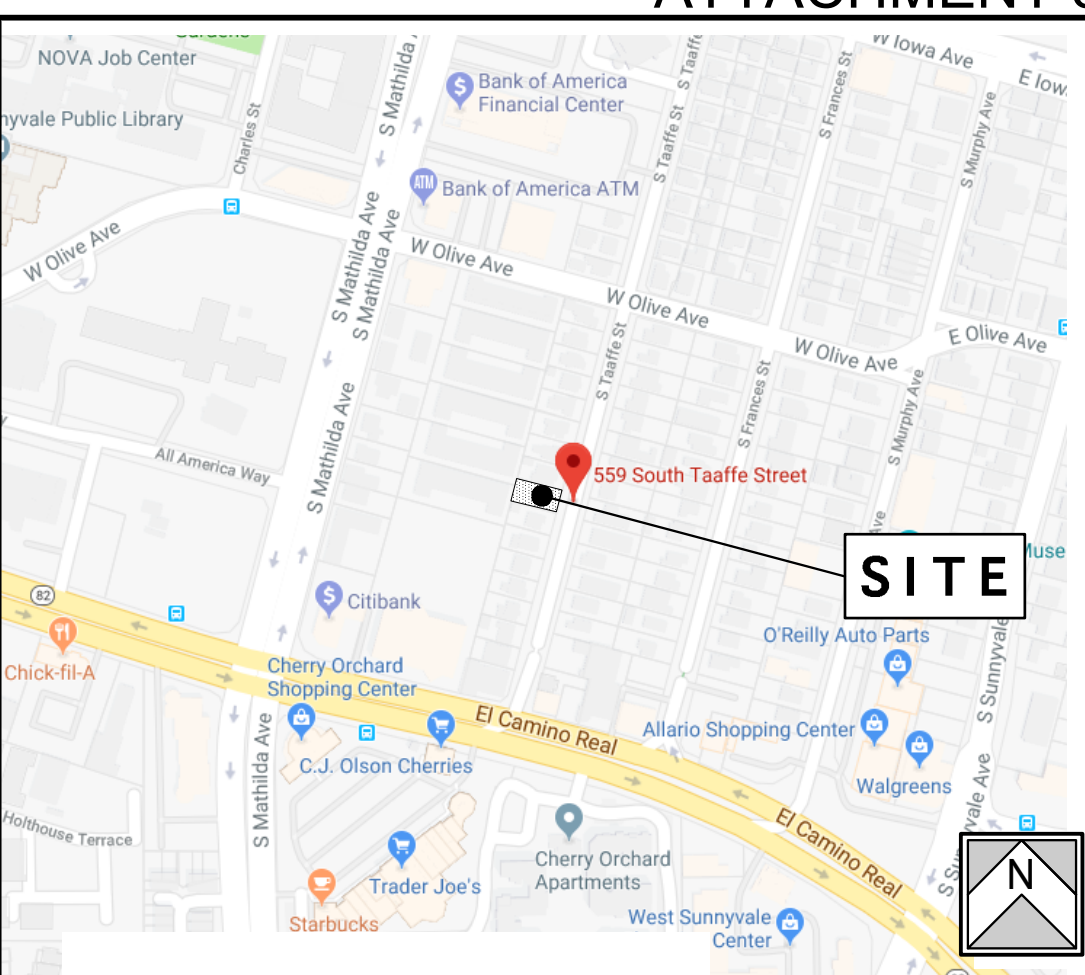 NOVA Job Center
Bank of America
Financial Center
W Iowa Ave
S Mathilda
S Taaffe
S Taaffe St
S Frances St
S Murphy Ave
Charles St
Public Library
ATM
Bank of America ATM
W Olive Ave
S Mathilda Ave
S Mathilda Ave
W Olive Ave
W Olive Ave
W Olive Ave
E Olive Ave
S Taaffe St
S Frances St
S Murphy Ave
S Mathilda Ave
All America Way
559 South Taaffe Street
Ave
SITE
82
Citibank
Chick-fil-A
O'Reilly Auto Parts
S Sunnyvale
Cherry Orchard
Shopping Center
El Camino Real
Allario Shopping Center
C.J. Olson Cherries
S Mathilda Ave
Walgreens
Holthouse Terrace
El Camino Real
Trader Joe's
Cherry Orchard
Apartments
Starbucks
West Sunnyvale
Center
N